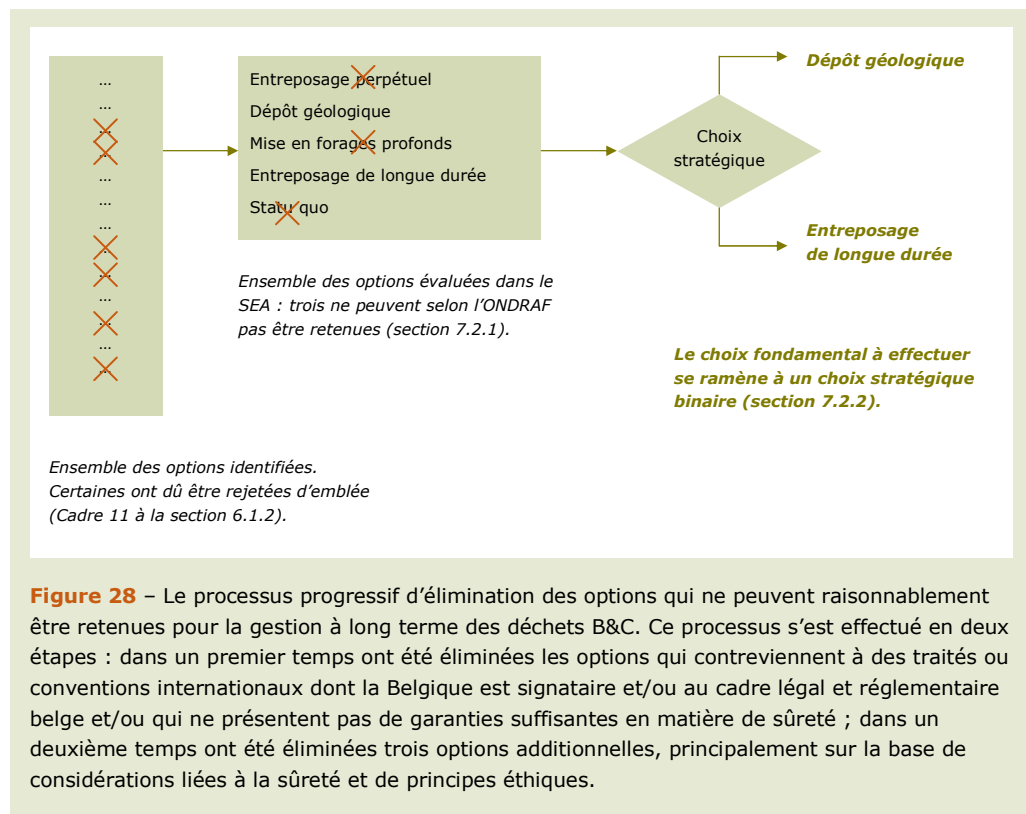 ...
...
...
...
...
...
...
...
...
...
...
...
...
Entreposage perpétuel
Dépôt géologique
Mise en forages profonds
Entreposage de longue durée
Statu quo
Choix
stratégique
Dépôt géologique
Entreposage
de longue durée
Ensemble des options évaluées dans le
SEA : trois ne peuvent selon l’ONDRAF
pas être retenues (section 7.2.1).
Le choix fondamental à effectuer
se ramène à un choix stratégique
binaire (section 7.2.2).
Ensemble des options identifiées.
Certaines ont dû être rejetées d’emblée
(Cadre 11 à la section 6.1.2).
Figure 28 – Le processus progressif d’élimination des options qui ne peuvent raisonnablement
être retenues pour la gestion à long terme des déchets B&C. Ce processus s’est effectué en deux
étapes : dans un premier temps ont été éliminées les options qui contreviennent à des traités ou
conventions internationaux dont la Belgique est signataire et/ou au cadre légal et réglementaire
belge et/ou qui ne présentent pas de garanties suffisantes en matière de sûreté ; dans un
deuxième temps ont été éliminées trois options additionnelles, principalement sur la base de
considérations liées à la sûreté et de principes éthiques.